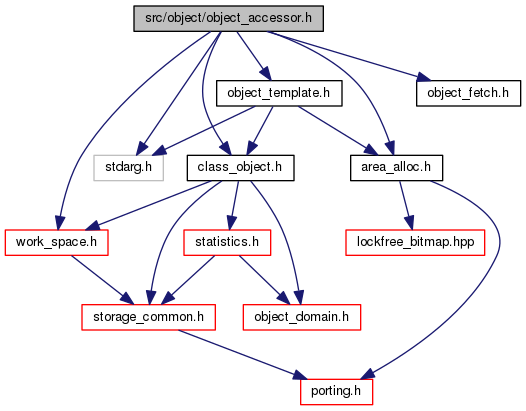 src/object/object_accessor.h
object_template.h
object_fetch.h
stdarg.h
class_object.h
area_alloc.h
work_space.h
statistics.h
lockfree_bitmap.hpp
storage_common.h
object_domain.h
porting.h